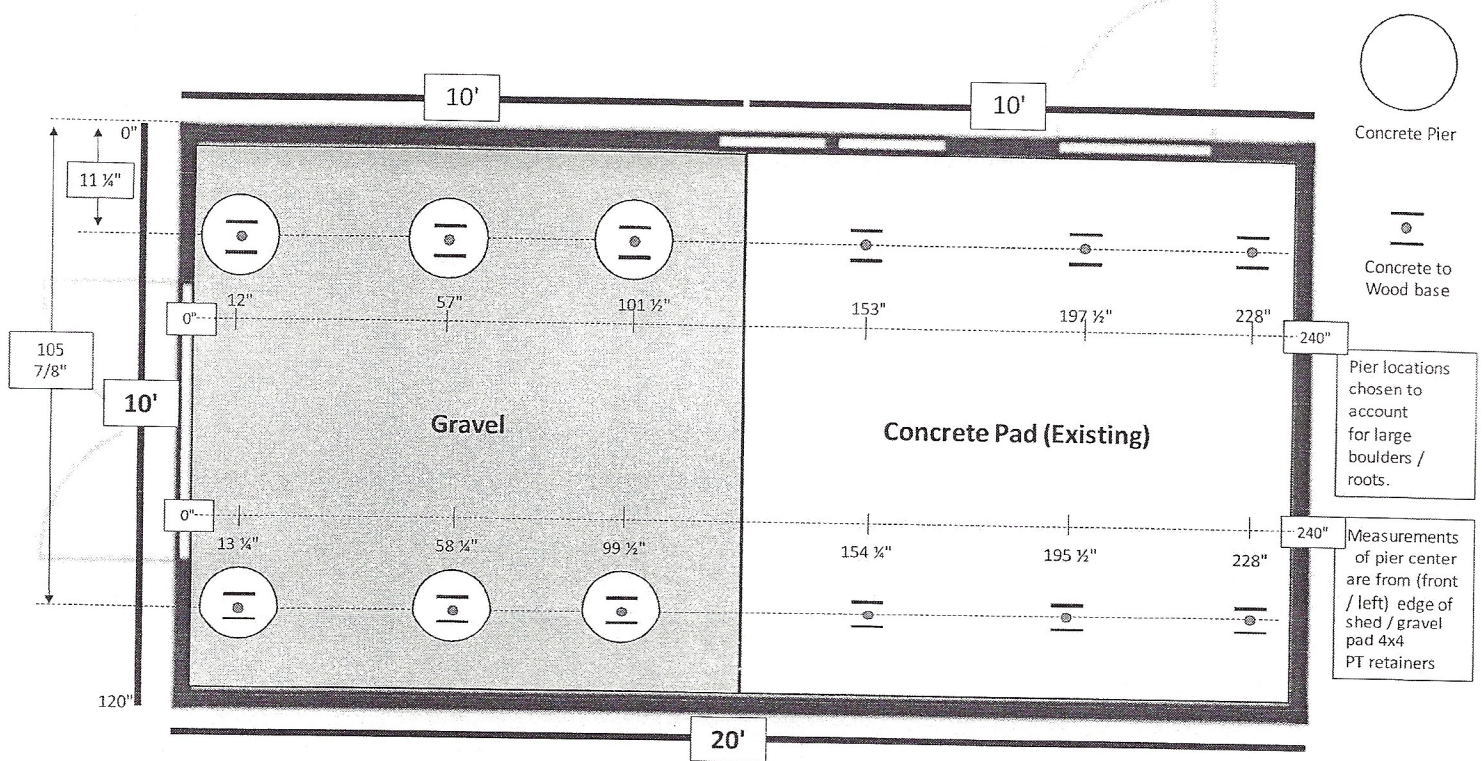 10'
10'
Concrete Pier
0"
11 ¼"
Concrete to
Wood base
12"
57"
101 ½"
153"
197 ½"
228"
0"
240"
105
7/8"
10'
Pier locations
chosen to
account
for large
boulders /
roots.
Gravel
Concrete Pad (Existing)
0"
240"
13 ¼"
58 ¼"
99 ½"
154 ¼"
195 ½"
228"
Measurements
of pier center
are from (front
/ left) edge of
shed / gravel
pad 4x4
PT retainers
120"
20'